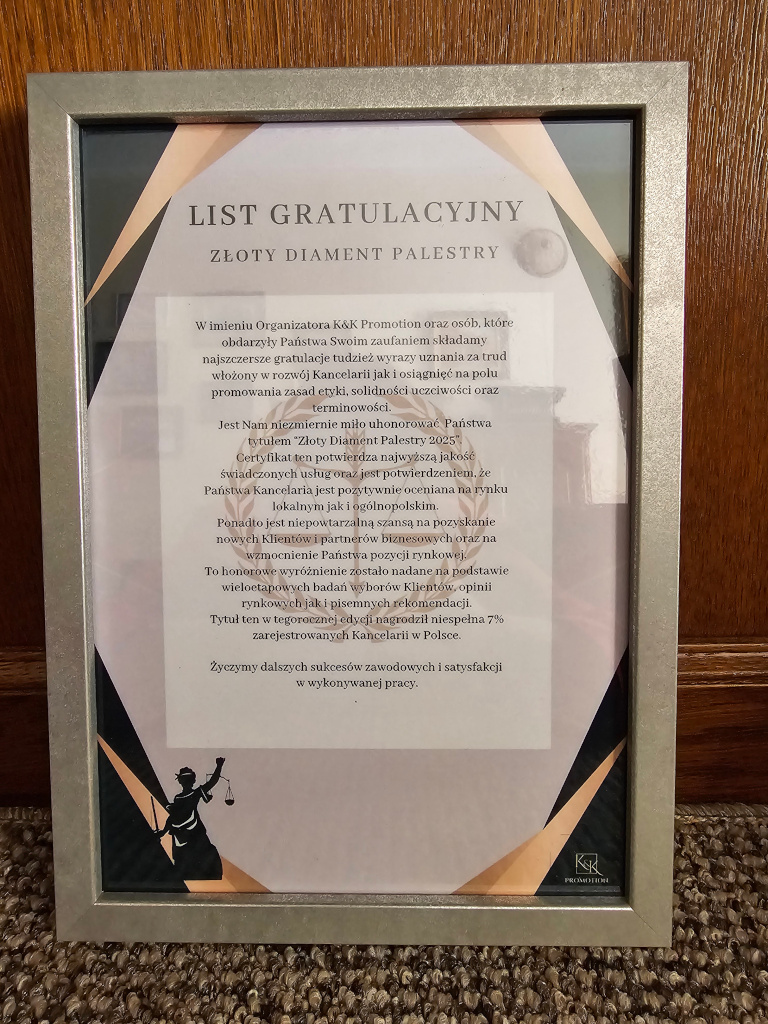 LIST GRATULACYJNY
ZŁOTY DIAMENT PALESTRY
W imieniu Organizatora K&K Promotion oraz osób, które
obdarzyły Państwa Swoim zaufaniem składamy
najszczersze gratulacje tudzież wyrazy uznania za trud
włożony w rozwój Kancelarii jak i osiągnięć na polu
promowania zasad etyki, solidności uczciwości oraz
terminowości.
Jest Nam niezmiernie miło uhonorować Państwa
tytułem "Złoty Diament Palestry 2025".
Certyfikat ten potwierdza najwyższą jakość
świadczonych usług oraz jest potwierdzeniem, że
Państwa Kancelaria jest pozytywnie oceniana na rynku
lokalnym jak i ogólnopolskim.
Ponadto jest niepowtarzalną szansą na pozyskanie
nowych Klientów i partnerów biznesowych oraz na
wzmocnienie Państwa pozycji rynkowej.
To honorowe wyróżnienie zostało nadane na podstawie
wieloetapowych badań wyborów Klientów, opinii
rynkowych jak i pisemnych rekomendacji.
Tytuł ten w tegorocznej edycji nagrodził niespełna 7%
zarejestrowanych Kancelarii w Polsce.
Życzymy dalszych sukcesów zawodowych i satysfakcji
w wykonywanej pracy.
.
K&K
PROMOTION